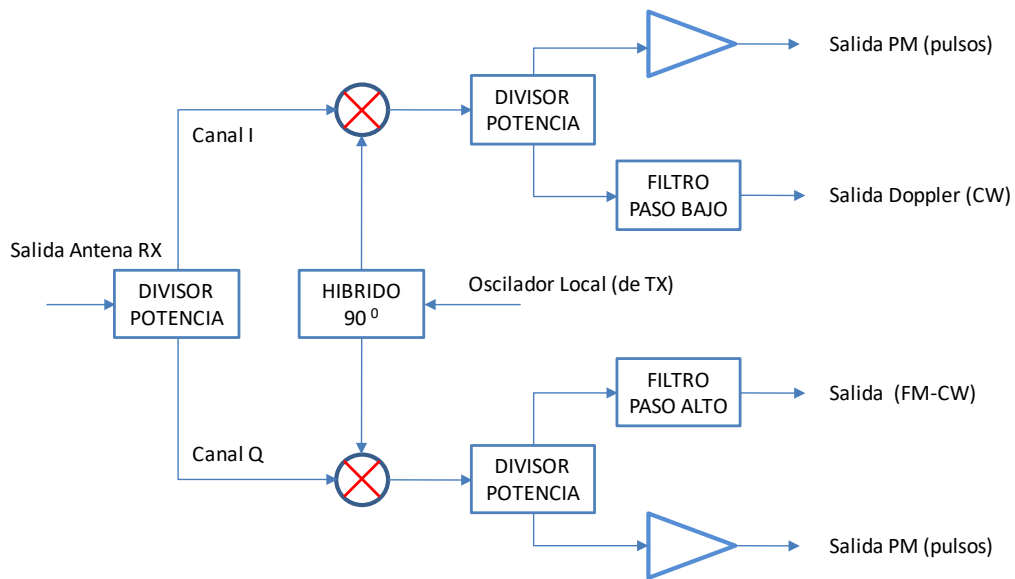 Salida PM (pulsos)
DIVISOR
POTENCIA
Canal I
FILTRO
PASO BAJO
Salida Doppler (CW)
Salida Antena RX
DIVISOR
POTENCIA
HIBRIDO
90 ⁰
Oscilador Local (de TX)
FILTRO
PASO ALTO
Salida (FM-CW)
Canal Q
DIVISOR
POTENCIA
Salida PM (pulsos)